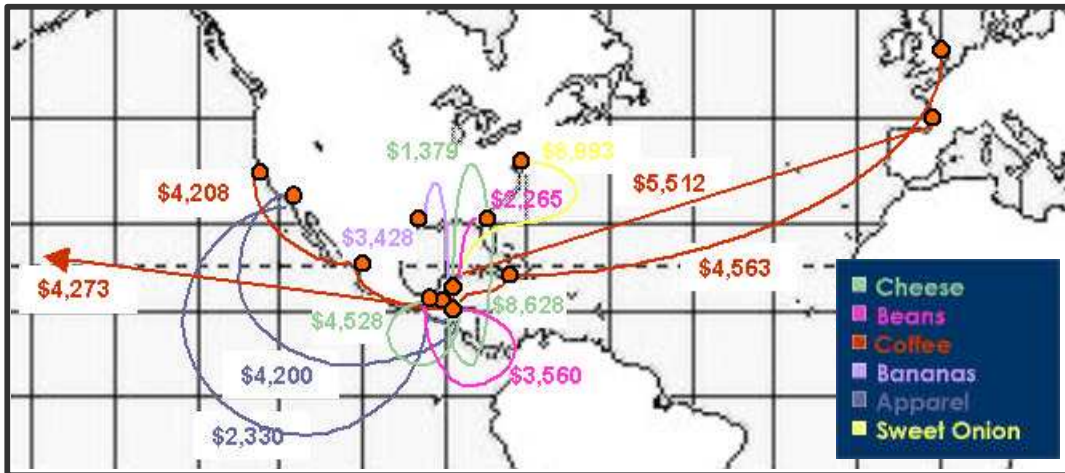 $1,379
$8,993
$4,208
$5,512
$2,265
$3,428
$4,563
$4,273
$4,528
$8,628
$4,200
$3,560
$2,330
Cheese
Beans
Coffee
Bananas
Apparel
Sweet Onion